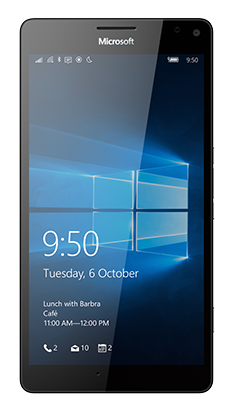 Microsoft
9:50
9:50
Tuesday, 6 October
Lunch with Barbra
Café
11:00 AM—12:00 PM
2 10 2